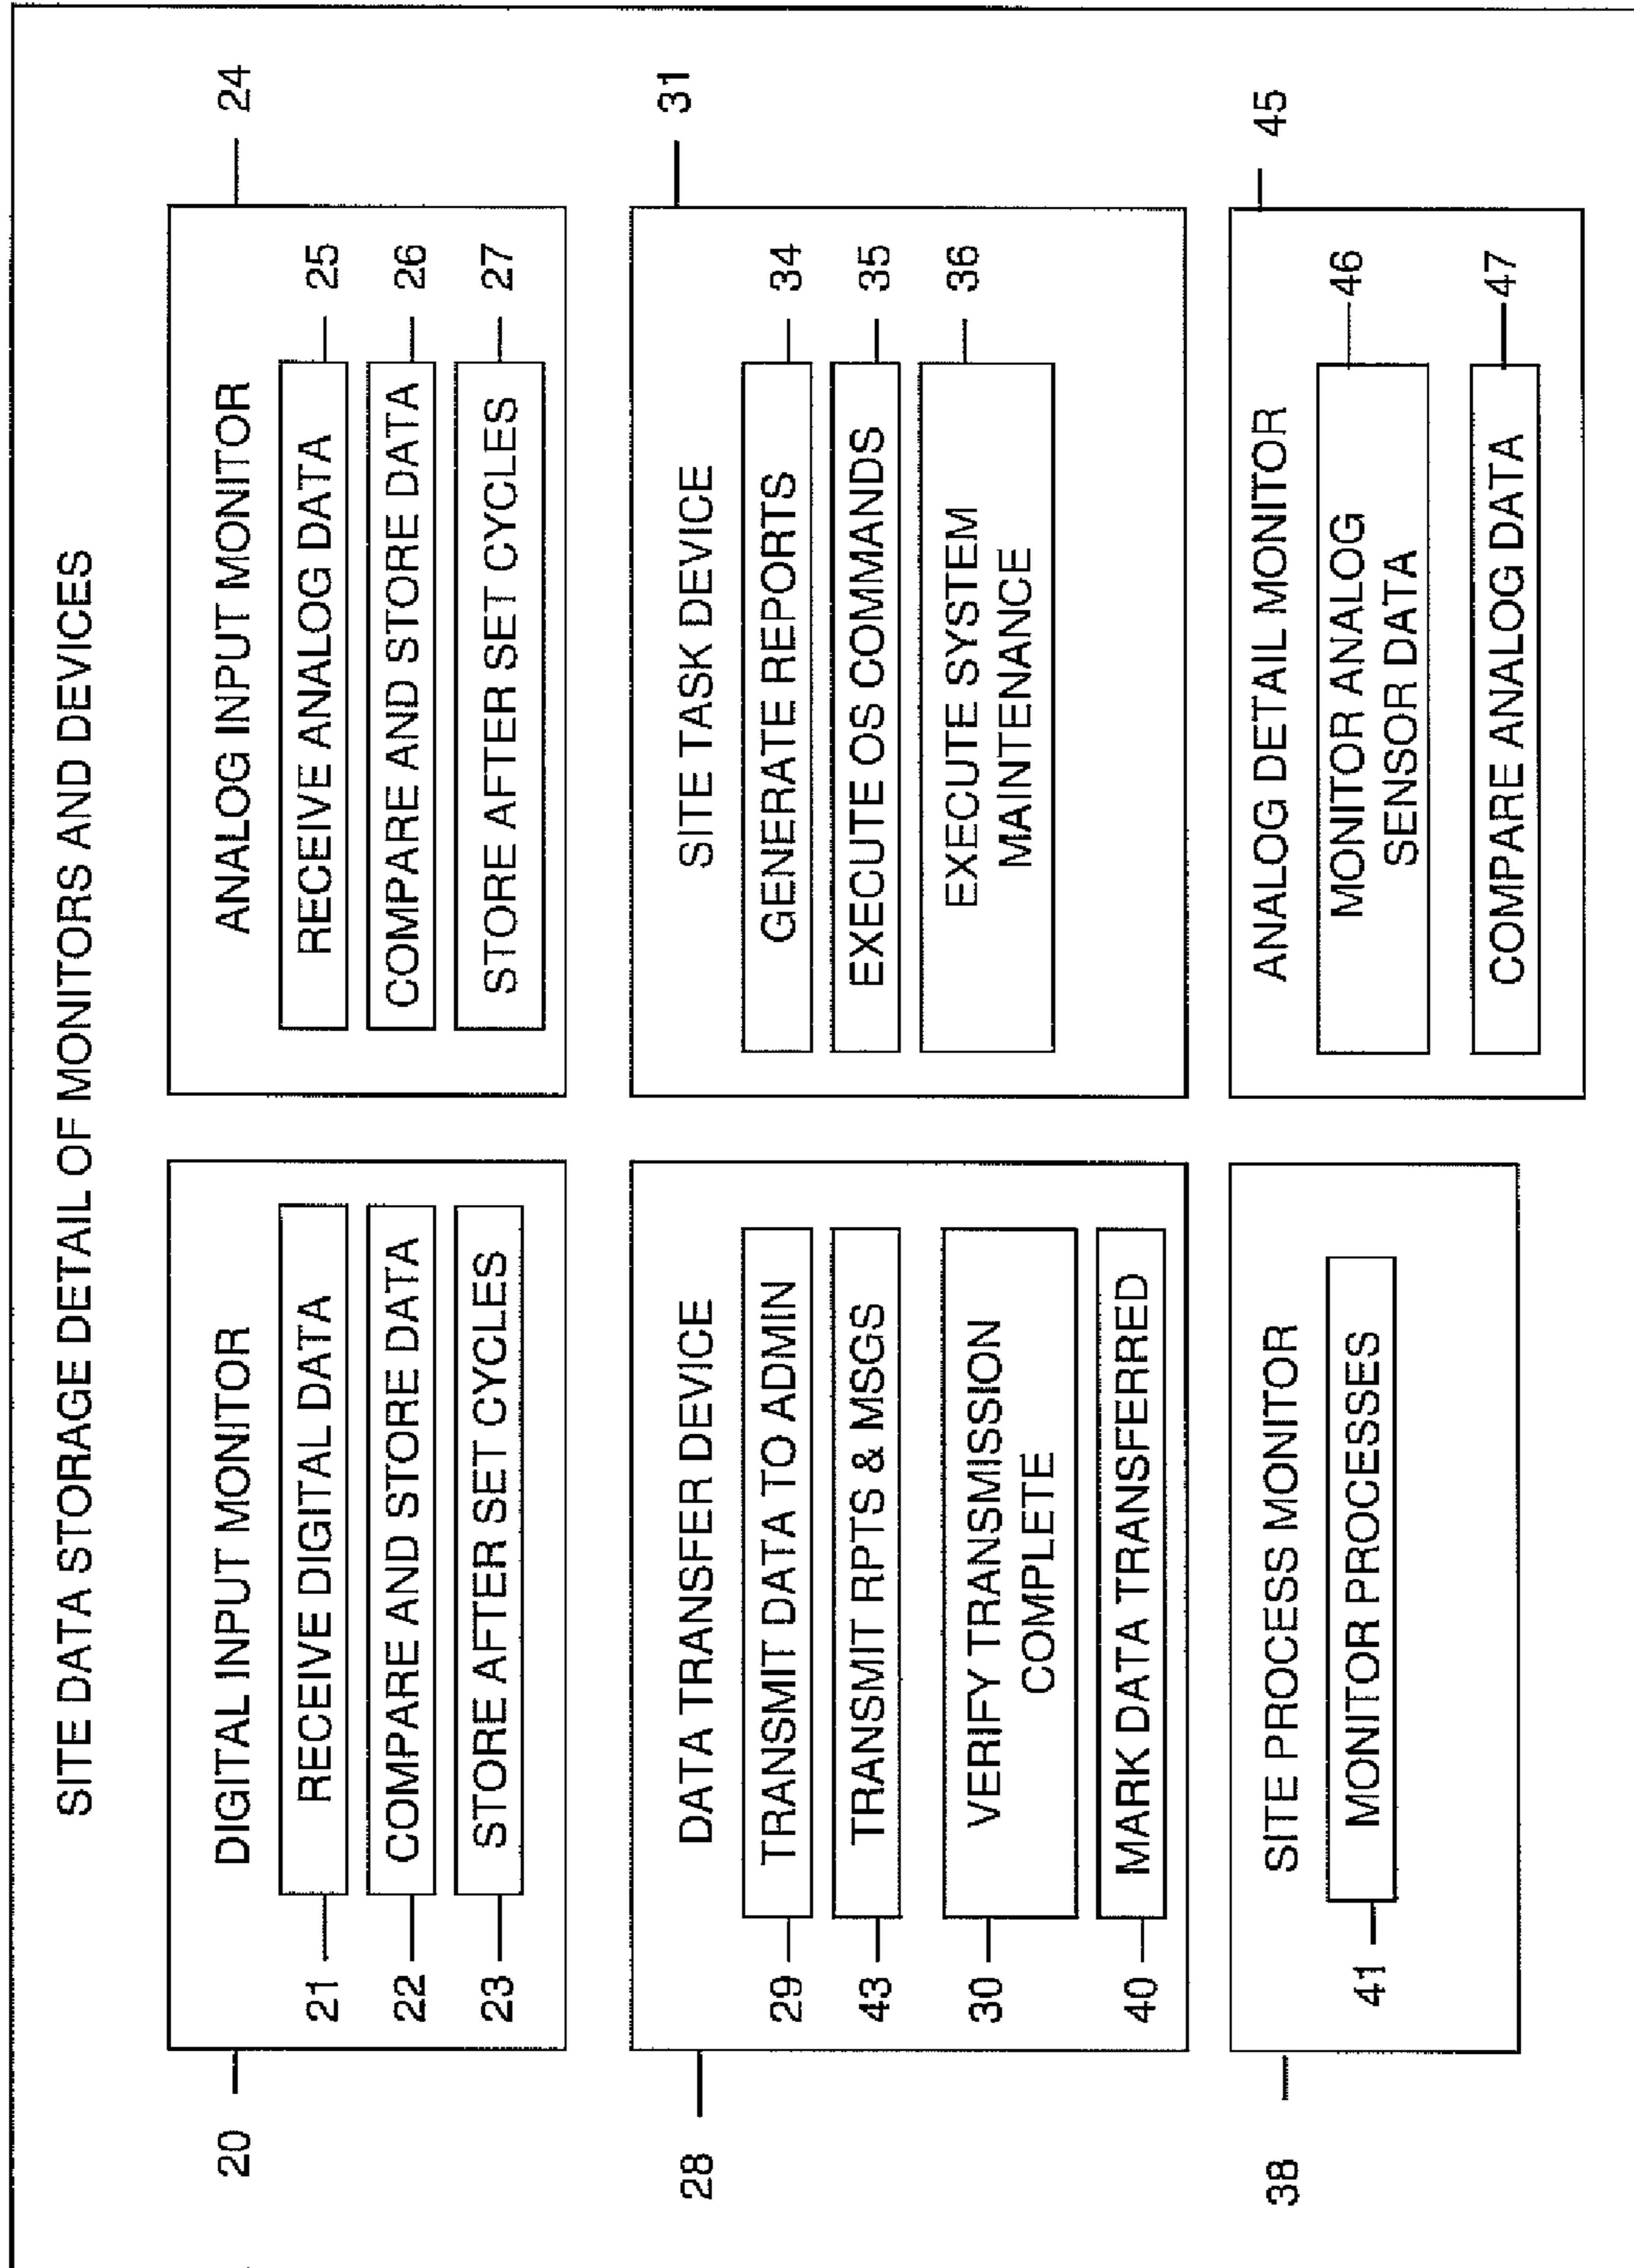 SITE DATA STORAGE DETAIL OF MONITORS AND DEVICES
20
DIGITAL INPUT MONITOR
21
RECEIVE DIGITAL DATA
22
COMPARE AND STORE DATA
23
STORE AFTER SET CYCLES
24
ANALOG INPUT MONITOR
RECEIVE ANALOG DATA
25
COMPARE AND STORE DATA
26
STORE AFTER SET CYCLES
27
28
DATA TRANSFER DEVICE
29
TRANSMIT DATA TO ADMIN
43
TRANSMIT RPTS & MSGS
30
VERIFY TRANSMISSION
COMPLETE
40
MARK DATA TRANSFERRED
31
SITE TASK DEVICE
GENERATE REPORTS
34
EXECUTE OS COMMANDS
35
EXECUTE SYSTEM
MAINTENANCE
36
38
SITE PROCESS MONITOR
41
MONITOR PROCESSES
45
ANALOG DETAIL MONITOR
MONITOR ANALOG
SENSOR DATA
46
COMPARE ANALOG DATA
47